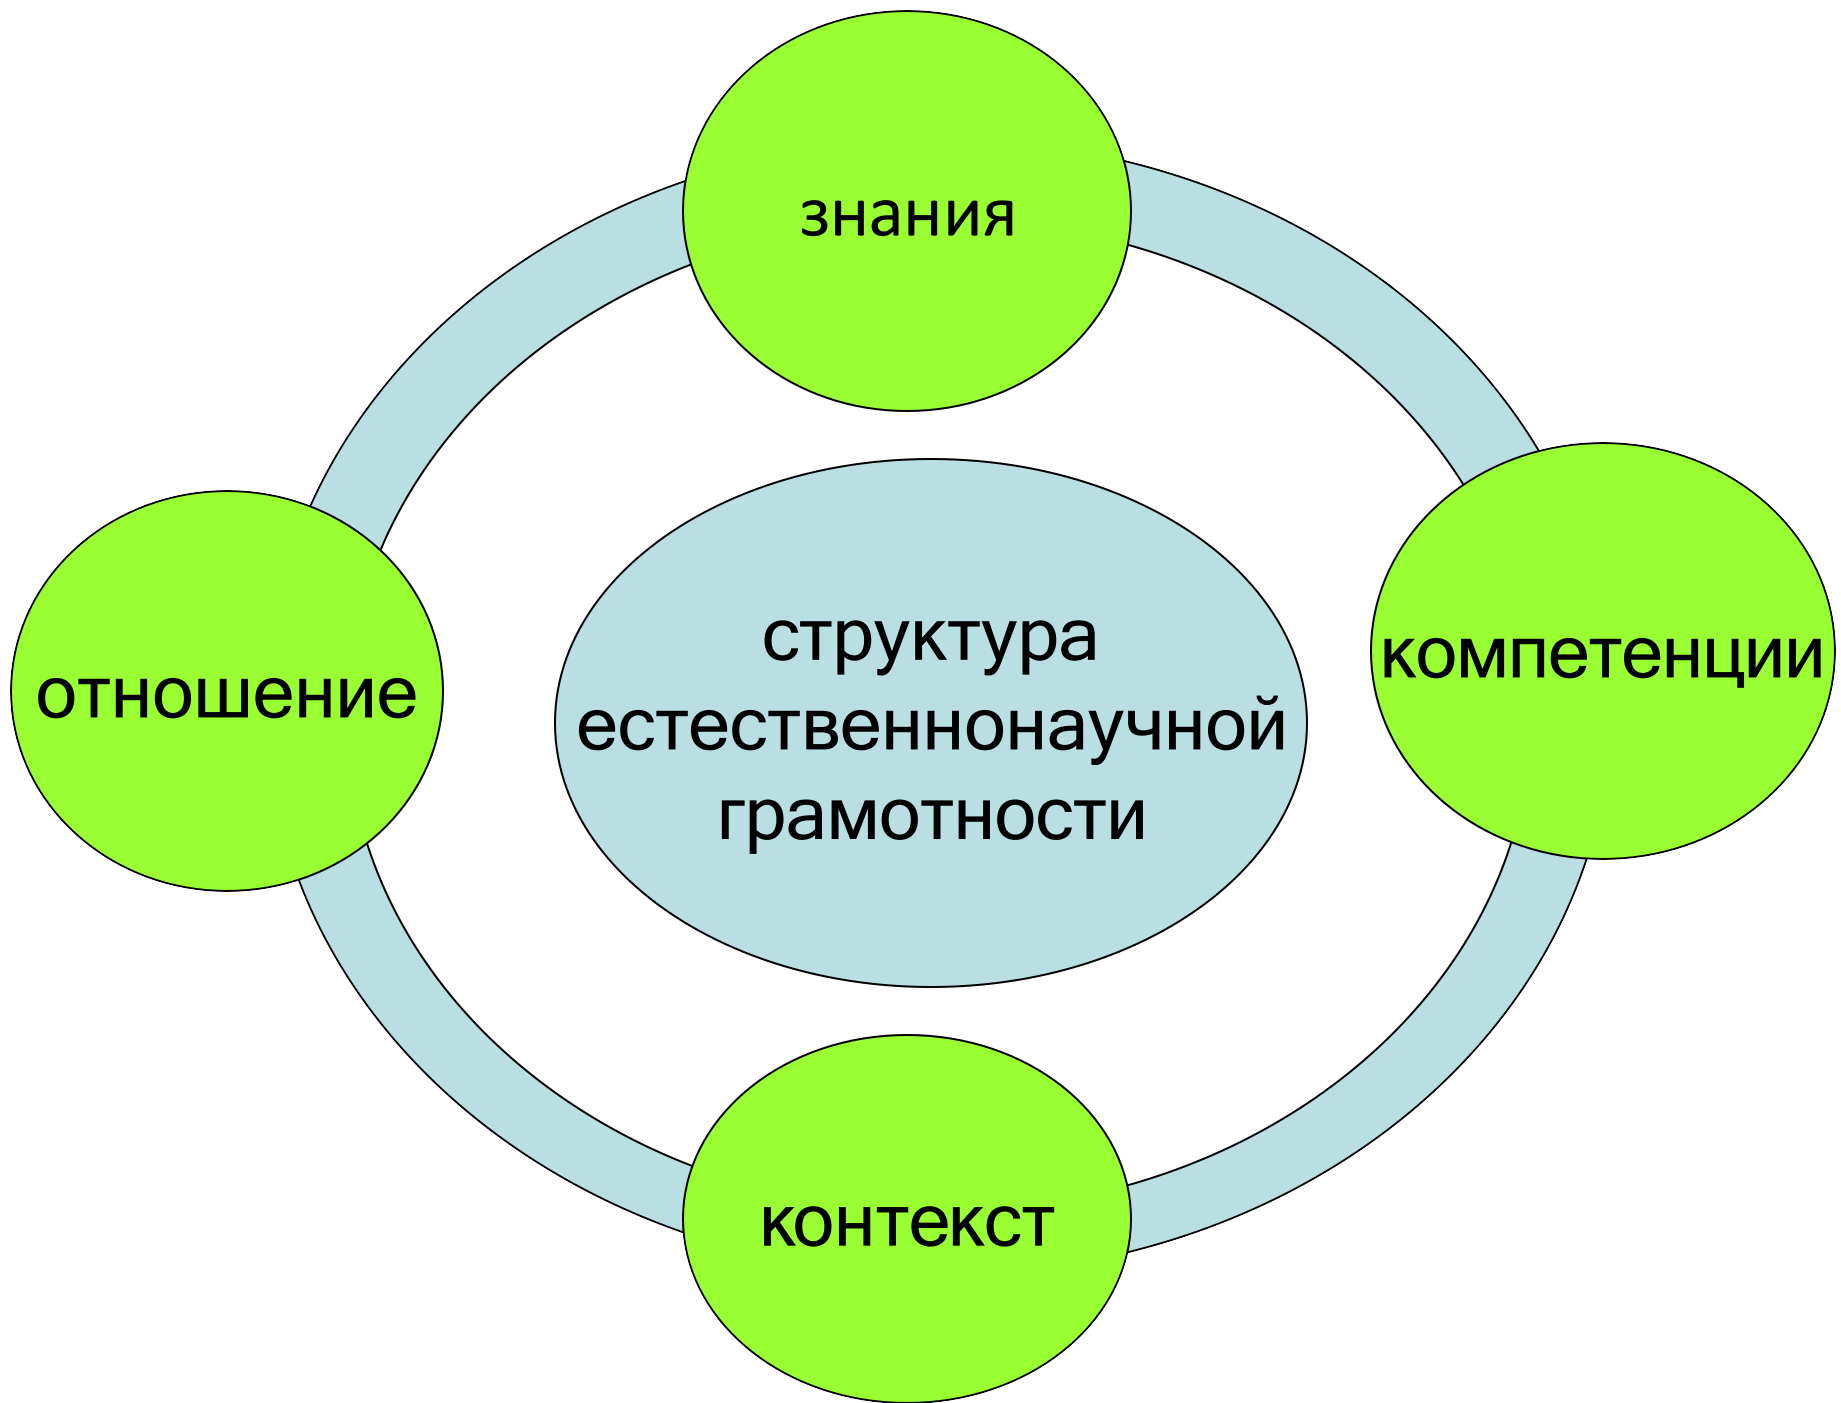 знания
компетенции
отношение
структура
естественнонаучной
грамотности
контекст